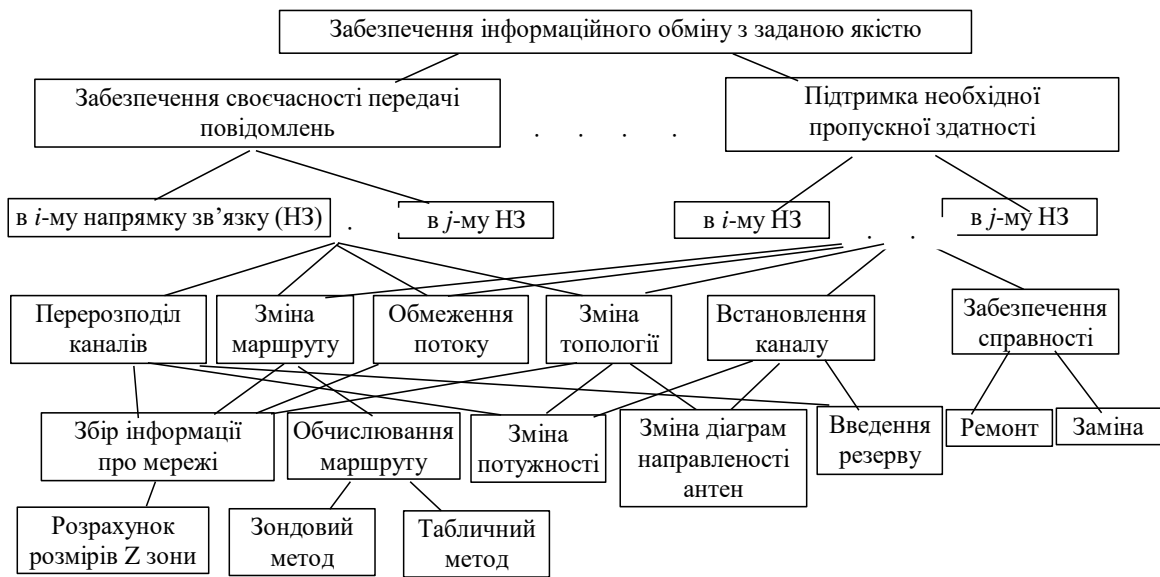 Забезпечення інформаційного обміну з заданою якістю
Забезпечення своєчасності передачі
повідомлень
. . . .
Підтримка необхідної
пропускної здатності
в i-му напрямку зв’язку (НЗ)
.
в j-му НЗ
в i-му НЗ
. .
в j-му НЗ
Перерозподіл
каналів
Зміна
маршруту
Обмеження
потоку
Зміна
топології
Встановлення
каналу
Забезпечення
справності
Збір інформації
про мережі
Обчислювання
маршруту
Зміна
потужності
Зміна діаграм
направленості
антен
Введення
резерву
Ремонт
Заміна
Розрахунок
розмірів Z зони
Зондовий
метод
Табличний
метод